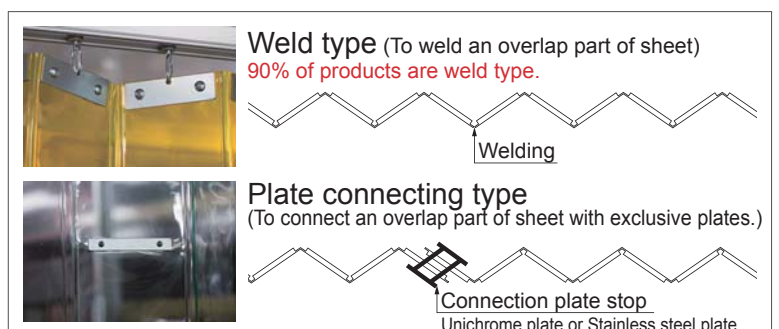 Weld type (To weld an overlap part of sheet)
90% of products are weld type.
Welding
Plate connecting type
(To connect an overlap part of sheet with exclusive plates.)
Connection plate stop
Unichrome plate or Stainless steel plate